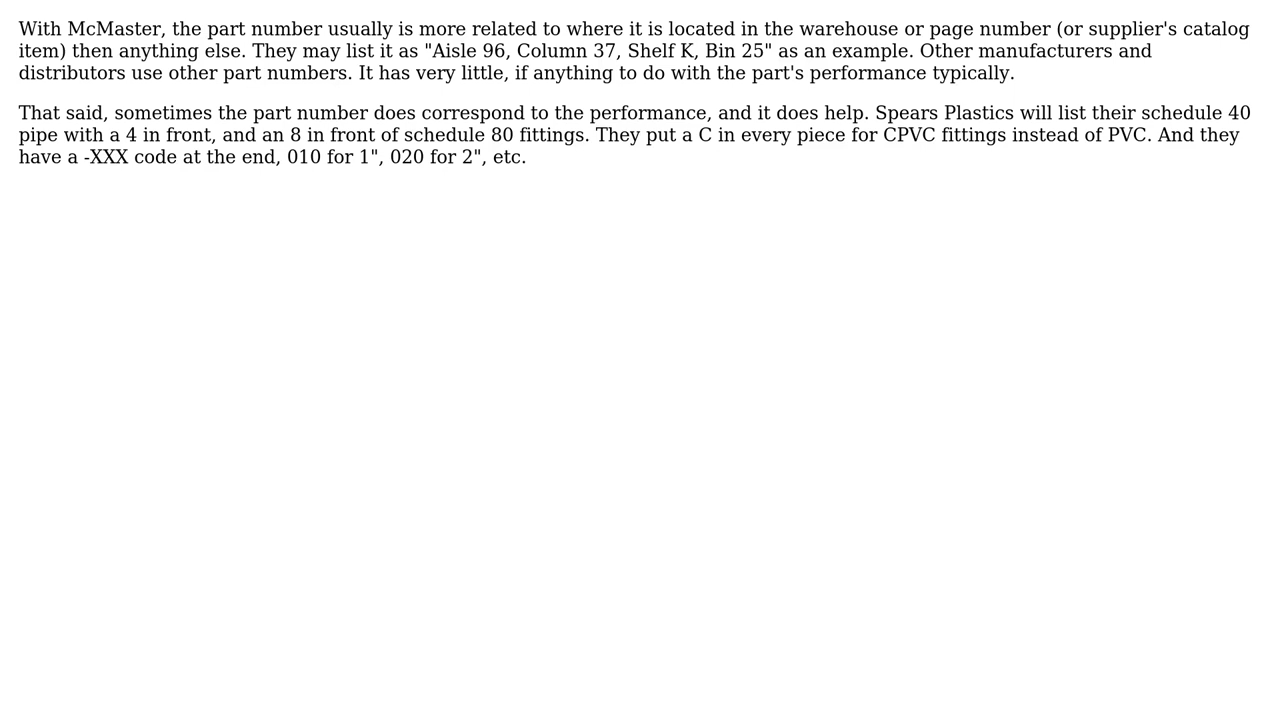 With McMaster, the part number usually is more related to where it is located in the warehouse or page number (or supplier's catalog
item) then anything else. They may list it as "Aisle 96, Column 37, Shelf K, Bin 25" as an example. Other manufacturers and
distributors use other part numbers. It has very little, if anything to do with the part's performance typically.
That said, sometimes the part number does correspond to the performance, and it does help. Spears Plastics will list their schedule 40
pipe with a 4 in front, and an 8 in front of schedule 80 fittings. They put a C in every piece for CPVC fittings instead of PVC. And they
have a -XXX code at the end, 010 for 1", 020 for 2", etc.